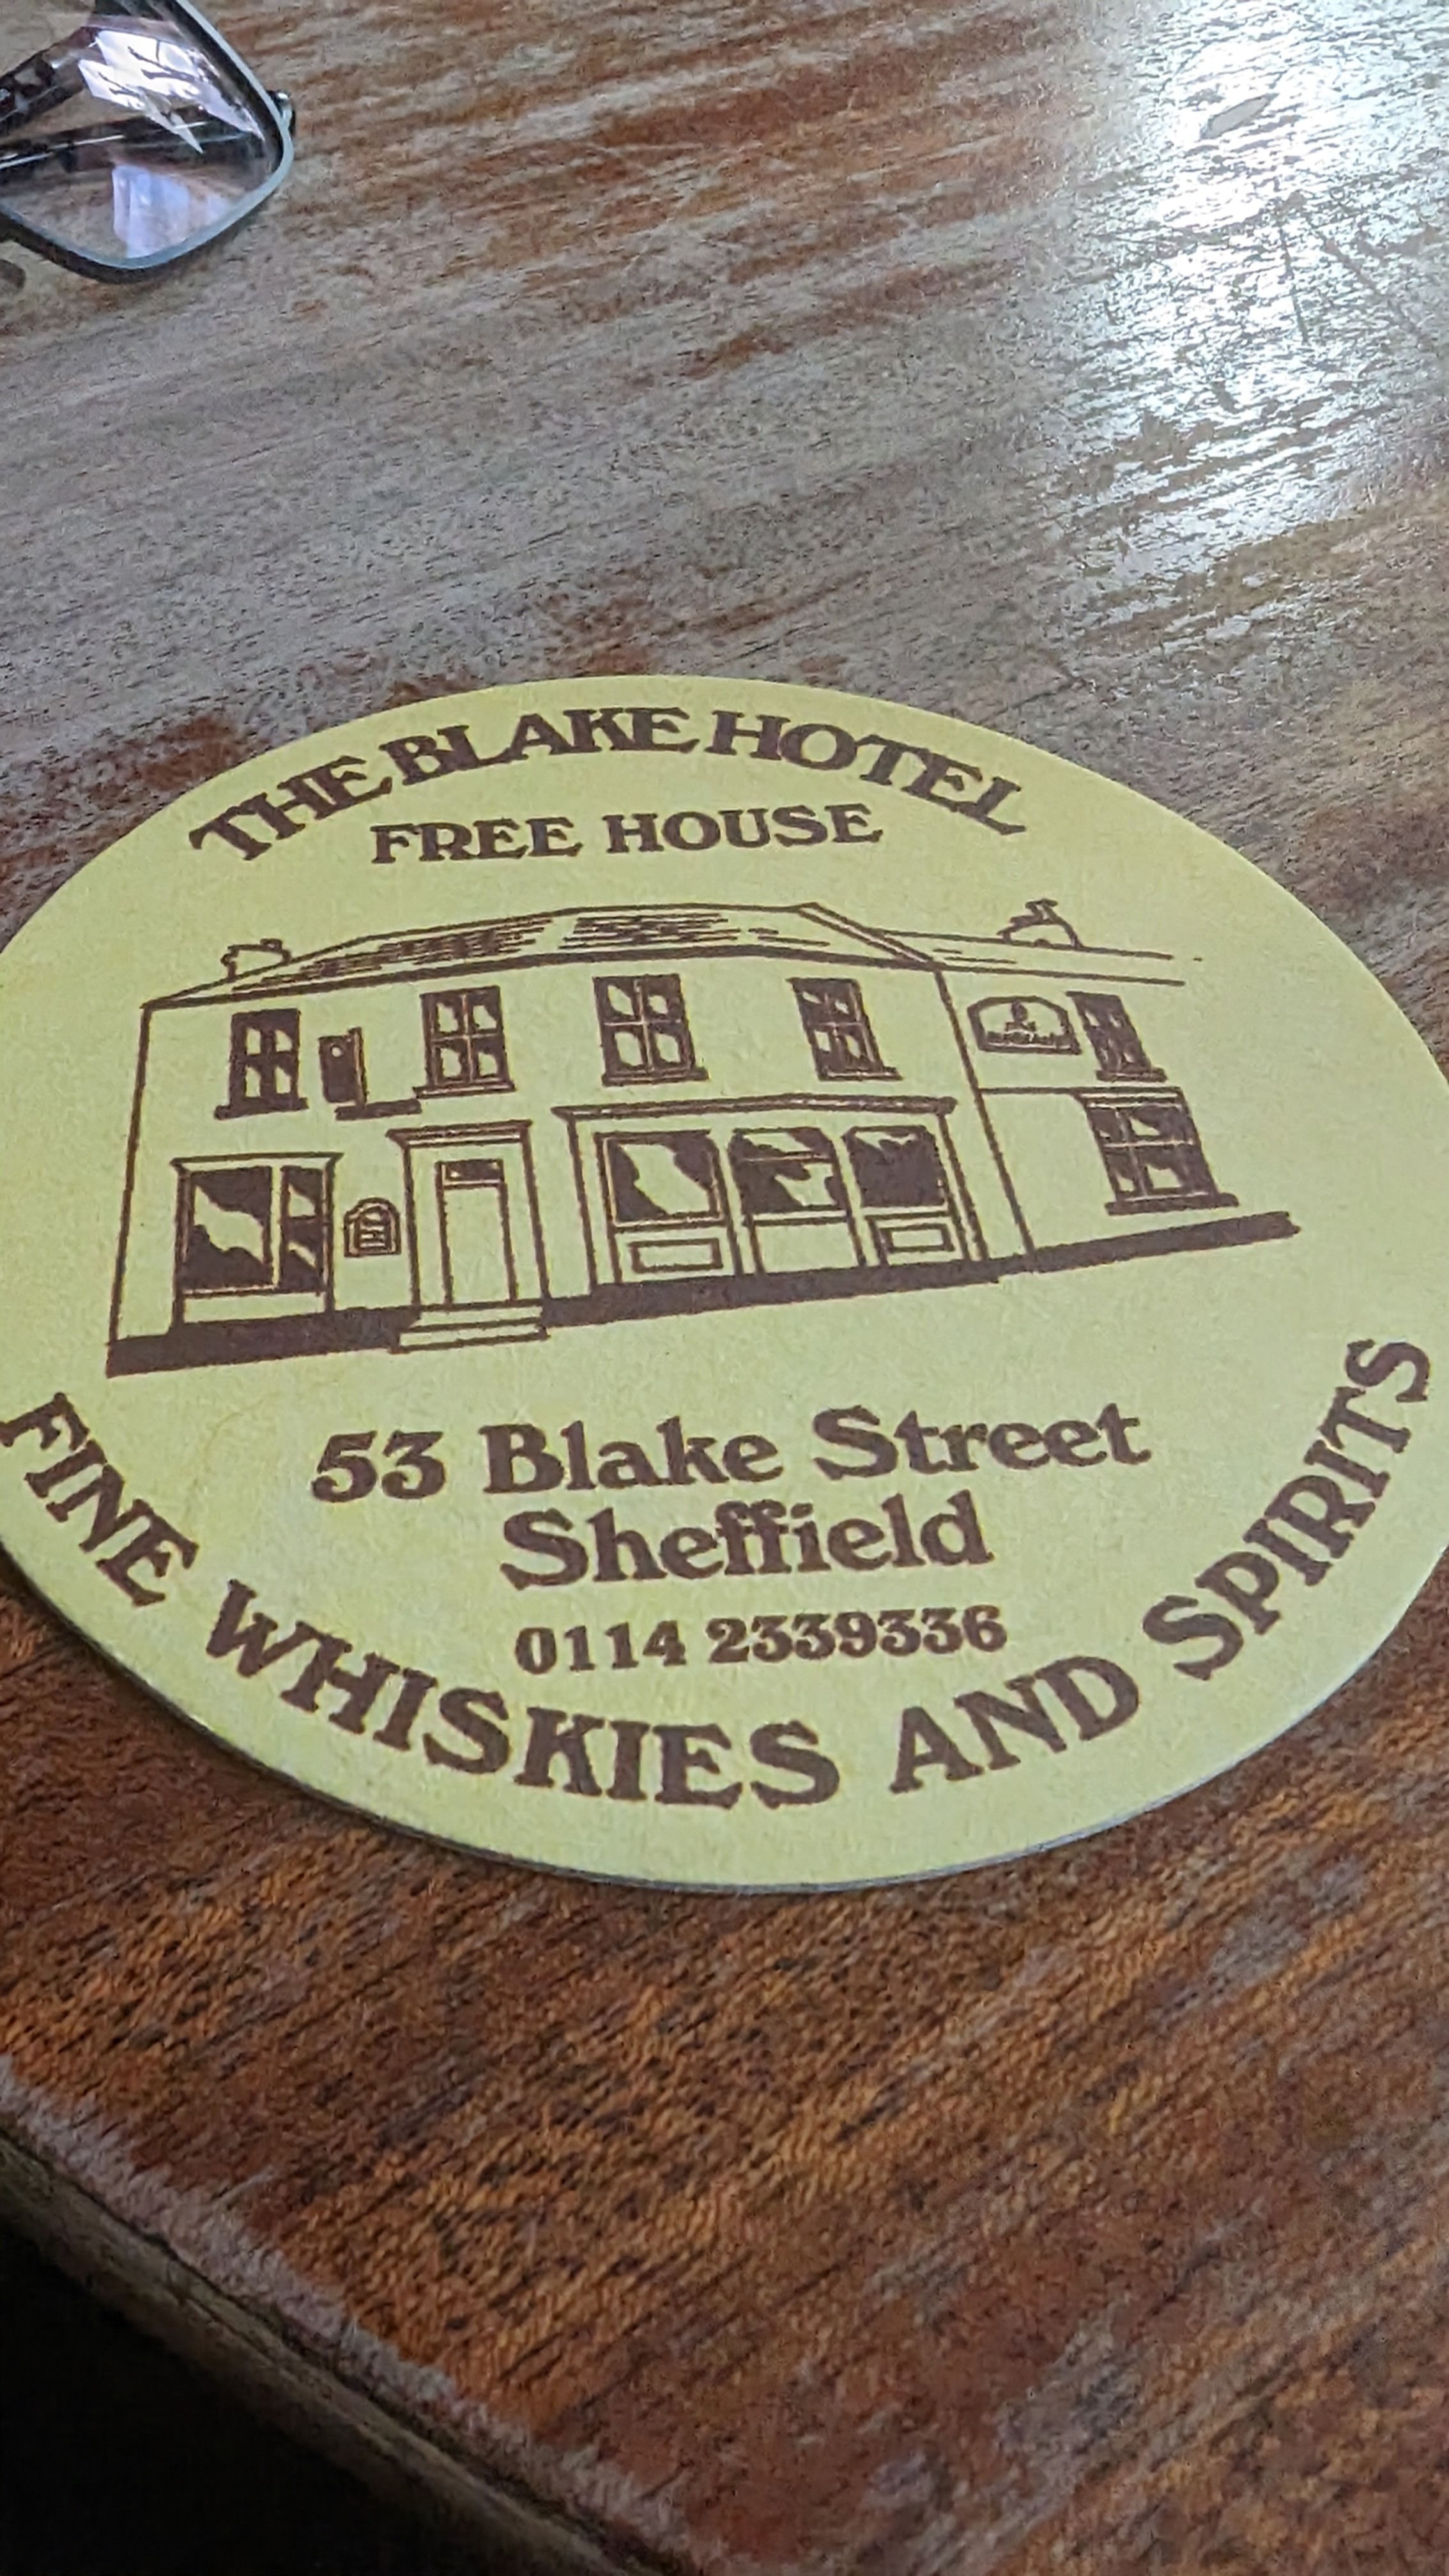 THE BLAKE HOTEL
FREE HOUSE
53 Blake Street
Sheffield
0114 2339336
FINE WHISKIES AND SPIRITS